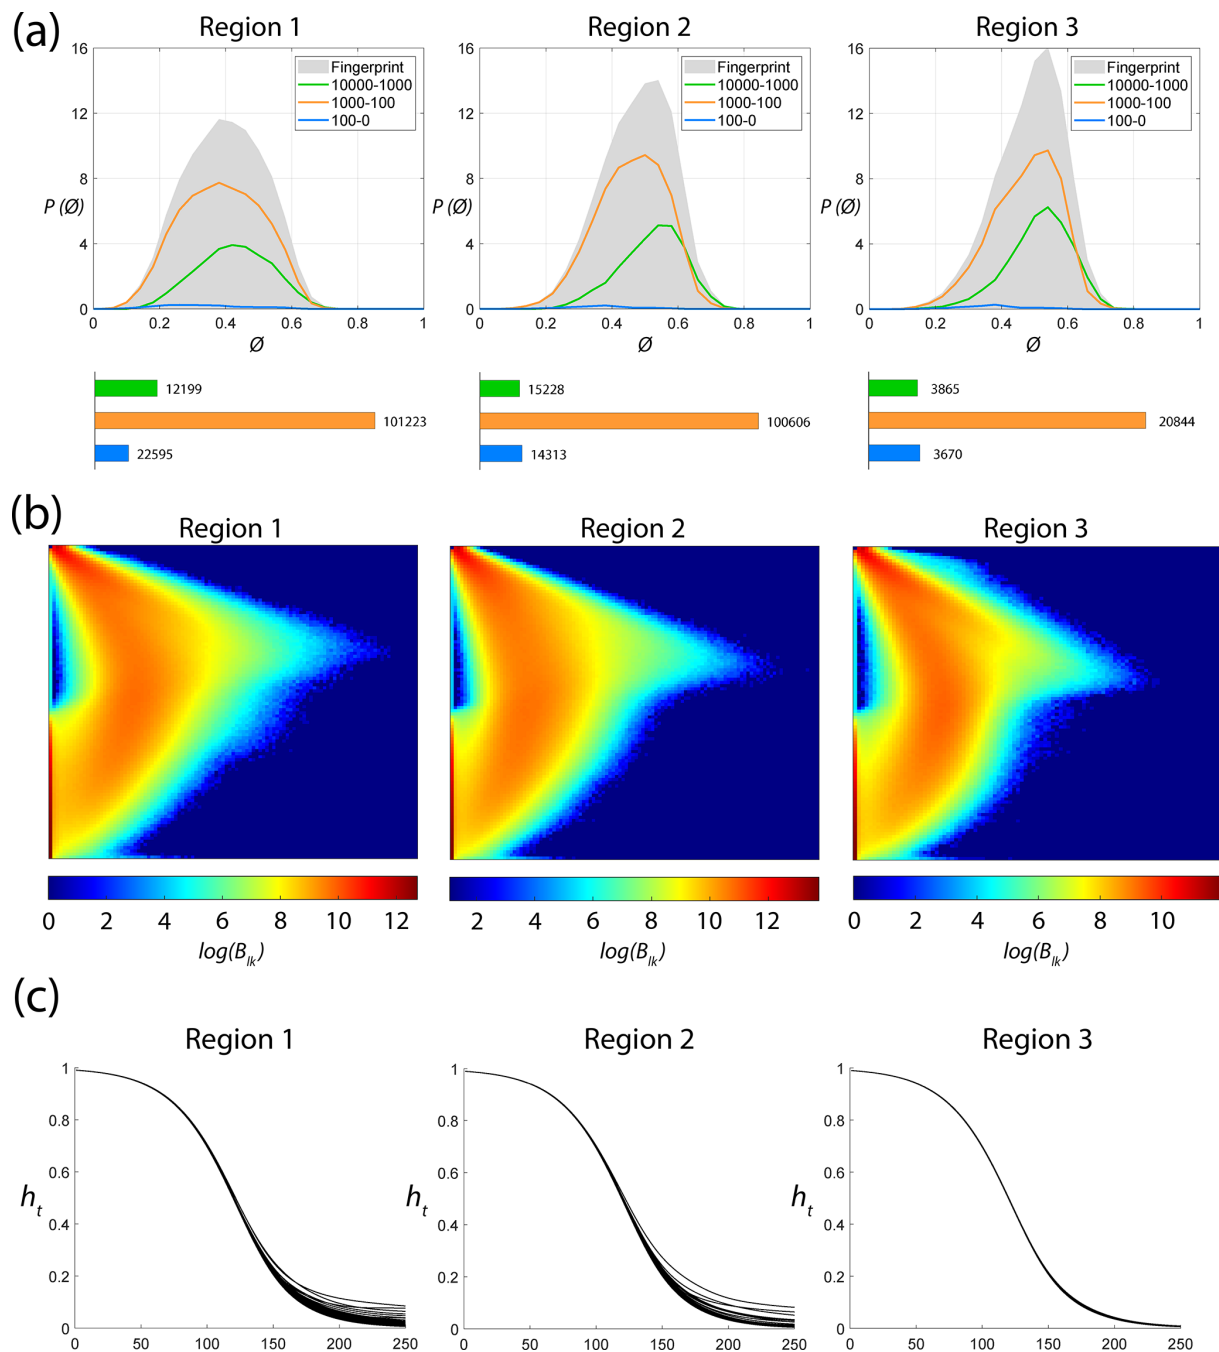 (a)
Region 1 Region 2 Region 3
16 16 16
Fingerprint Fingerprint Fingerprint
10000-1000 10000-1000 10000-1000
1000-100 1000-100 1000-100
100-0 100-0 100-0
12 12 12
8 8 8
P (Ø) P (Ø) P (Ø)
4 4 4
0 0 0
0 0.2 0.4 0.6 0.8 1 0 0.2 0.4 0.6 0.8 1 0 0.2 0.4 0.6 0.8 1
Ø Ø Ø
12199 15228 3865
101223 100606 20844
22595 14313 3670
(b)
Region 1 Region 2 Region 3
0 2 4 6 8 10 12 2 4 6 8 10 12 0 2 4 6 8 10
log(B_lk) log(B_lk) log(B_lk)
(c)
Region 1 Region 2 Region 3
1 1 1
0.8 0.8 0.8
0.6 0.6 0.6
h_t h_t h_t
0.4 0.4 0.4
0.2 0.2 0.2
0 0 0
0 50 100 150 200 250 0 50 100 150 200 250 0 50 100 150 200 250